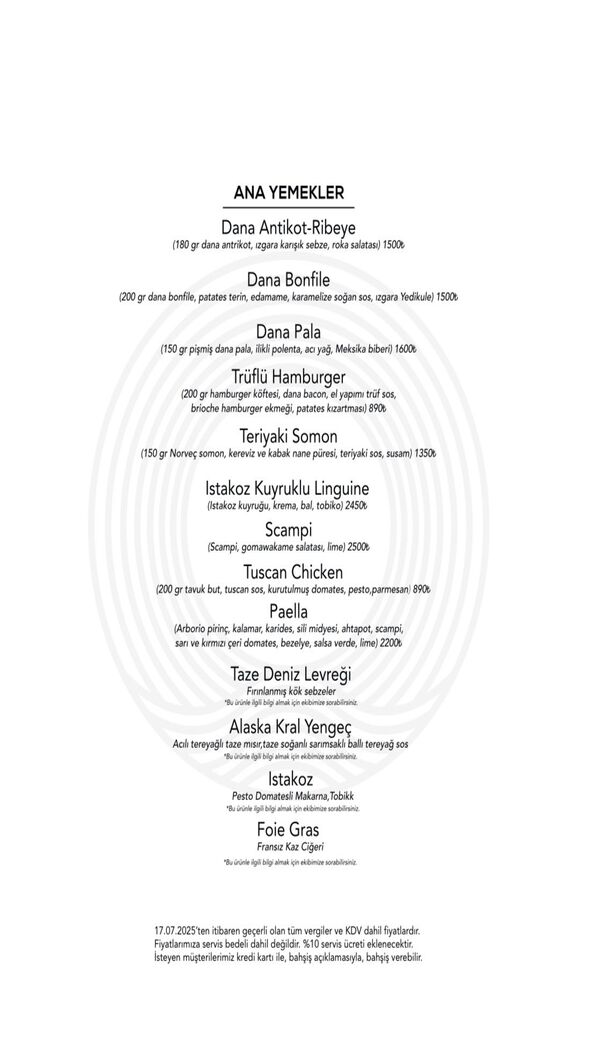 ANA YEMEKLER
Dana Antikot-Ribeye
(180 gr dana antrikot, ızgara karışık sebze, roka salatası) 1500₺
Dana Bonfile
(200 gr dana bonfile, patates terin, edamame, karamelize soğan sos, ızgara Yedikule) 1500₺
Dana Pala
(150 gr pişmiş dana pala, ilikli polenta, acı yağ, Meksika biberi) 1600₺
Trüflü Hamburger
(200 gr hamburger köftesi, dana bacon, el yapımı trüf sos,
brioche hamburger ekmeği, patates kızartması) 890₺
Teriyaki Somon
(150 gr Norveç somon, kereviz ve kabak nane püresi, teriyaki sos, susam) 1350₺
Istakoz Kuyruklu Linguine
(Istakoz kuyruğu, krema, bal, tobiko) 2450₺
Scampi
(Scampi, gomawakame salatası, lime) 2500₺
Tuscan Chicken
(200 gr tavuk but, tuscan sos, kurutulmuş domates, pesto,parmesan) 890₺
Paella
(Arborio pirinç, kalamar, karides, sili midyesi, ahtapot, scampi,
sarı ve kırmızı çeri domates, bezelye, salsa verde, lime) 2200₺
Taze Deniz Levreği
Fırınlanmış kök sebzeler
*Bu ürünle ilgili bilgi almak için ekibimize sorabilirsiniz.
Alaska Kral Yengeç
Acılı tereyağlı taze mısır,taze soğanlı sarımsaklı ballı tereyağ sos
*Bu ürünle ilgili bilgi almak için ekibimize sorabilirsiniz.
Istakoz
Pesto Domatesli Makarna,Tobikk
*Bu ürünle ilgili bilgi almak için ekibimize sorabilirsiniz.
Foie Gras
Fransız Kaz Ciğeri
*Bu ürünle ilgili bilgi almak için ekibimize sorabilirsiniz.
17.07.2025'ten itibaren geçerli olan tüm vergiler ve KDV dahil fiyatlardır.
Fiyatlarımıza servis bedeli dahil değildir. %10 servis ücreti eklenecektir.
İsteyen müşterilerimiz kredi kartı ile, bahşiş açıklamasıyla, bahşiş verebilir.